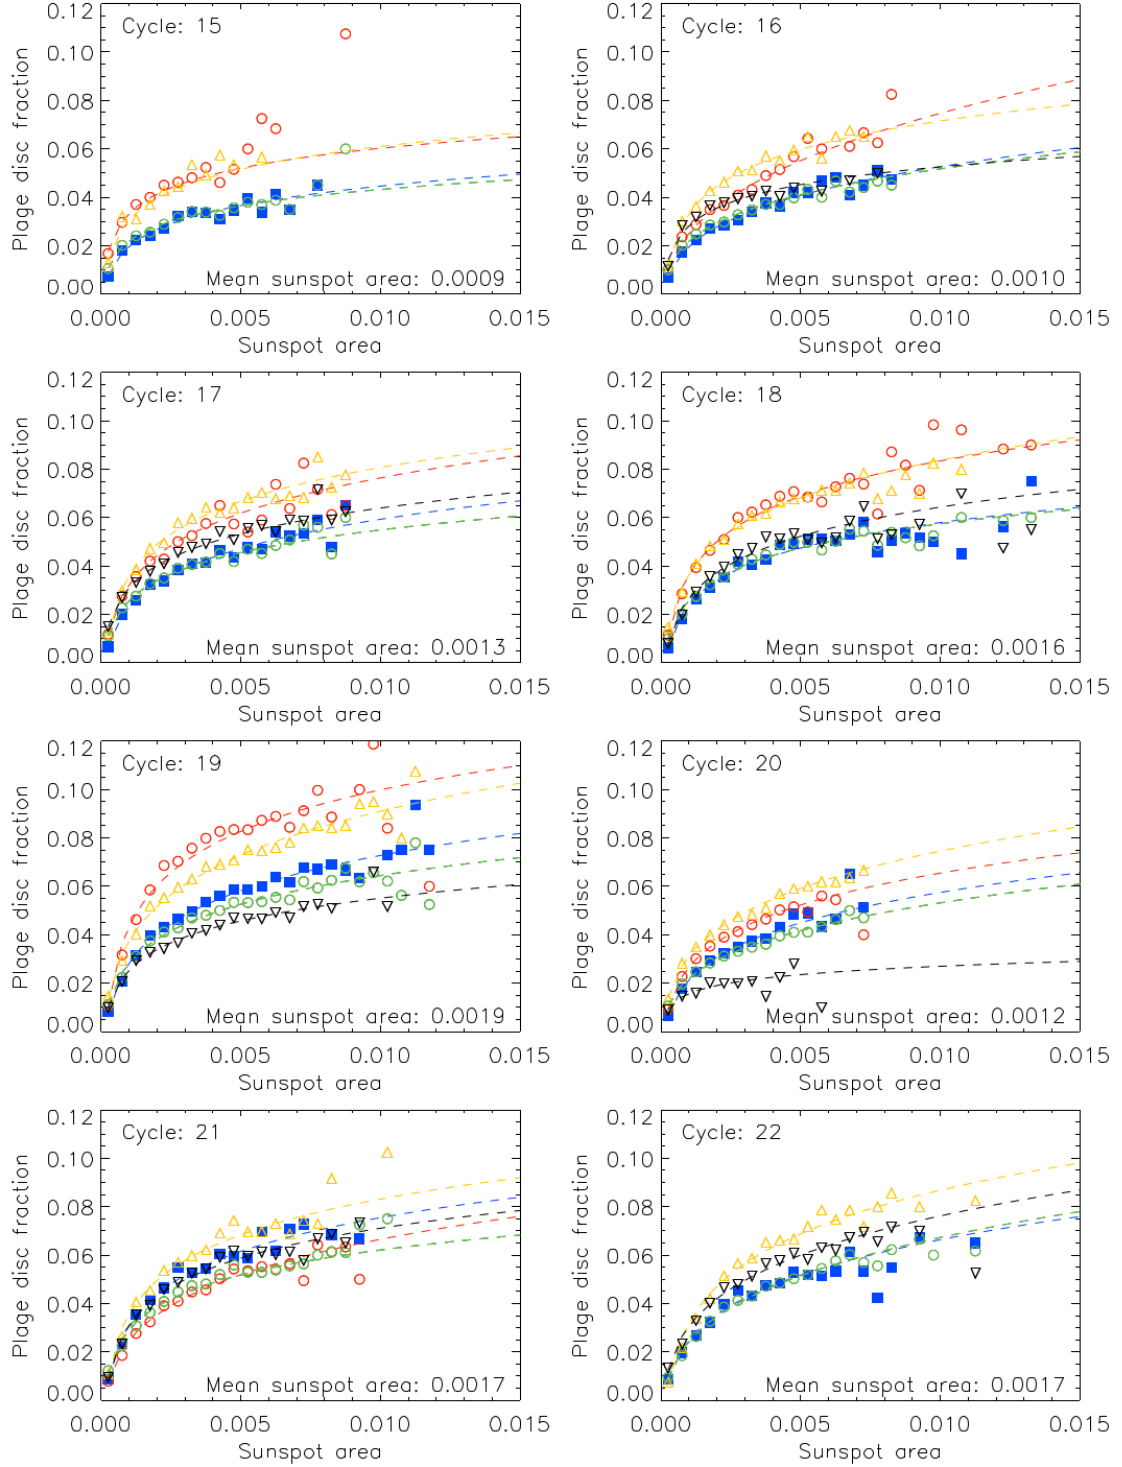 Cycle: 15
Plage disc fraction
0.12
0.10
0.08
0.06
0.04
0.02
0.00
Mean sunspot area: 0.0009
0.000 0.005 0.010 0.015
Sunspot area
Cycle: 16
Plage disc fraction
0.12
0.10
0.08
0.06
0.04
0.02
0.00
Mean sunspot area: 0.0010
0.000 0.005 0.010 0.015
Sunspot area
Cycle: 17
Plage disc fraction
0.12
0.10
0.08
0.06
0.04
0.02
0.00
Mean sunspot area: 0.0013
0.000 0.005 0.010 0.015
Sunspot area
Cycle: 18
Plage disc fraction
0.12
0.10
0.08
0.06
0.04
0.02
0.00
Mean sunspot area: 0.0016
0.000 0.005 0.010 0.015
Sunspot area
Cycle: 19
Plage disc fraction
0.12
0.10
0.08
0.06
0.04
0.02
0.00
Mean sunspot area: 0.0019
0.000 0.005 0.010 0.015
Sunspot area
Cycle: 20
Plage disc fraction
0.12
0.10
0.08
0.06
0.04
0.02
0.00
Mean sunspot area: 0.0012
0.000 0.005 0.010 0.015
Sunspot area
Cycle: 21
Plage disc fraction
0.12
0.10
0.08
0.06
0.04
0.02
0.00
Mean sunspot area: 0.0017
0.000 0.005 0.010 0.015
Sunspot area
Cycle: 22
Plage disc fraction
0.12
0.10
0.08
0.06
0.04
0.02
0.00
Mean sunspot area: 0.0017
0.000 0.005 0.010 0.015
Sunspot area